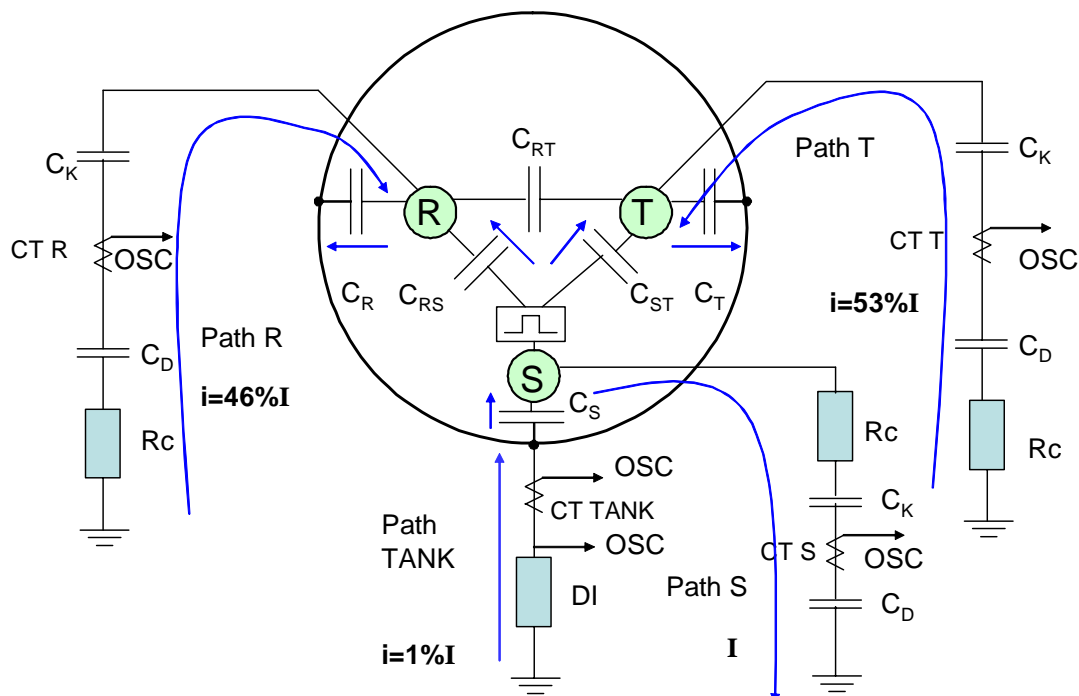 C_K
CT R
OSC
C_D
Rc
Path R
i=46%I
C_RT
R
T
C_R
C_RS
C_ST
C_T
S
C_S
Path T
C_K
CT T
OSC
i=53%I
C_D
Rc
OSC
CT TANK
OSC
Path
TANK
DI
i=1%I
Path S
I
Rc
C_K
CT S
OSC
C_D